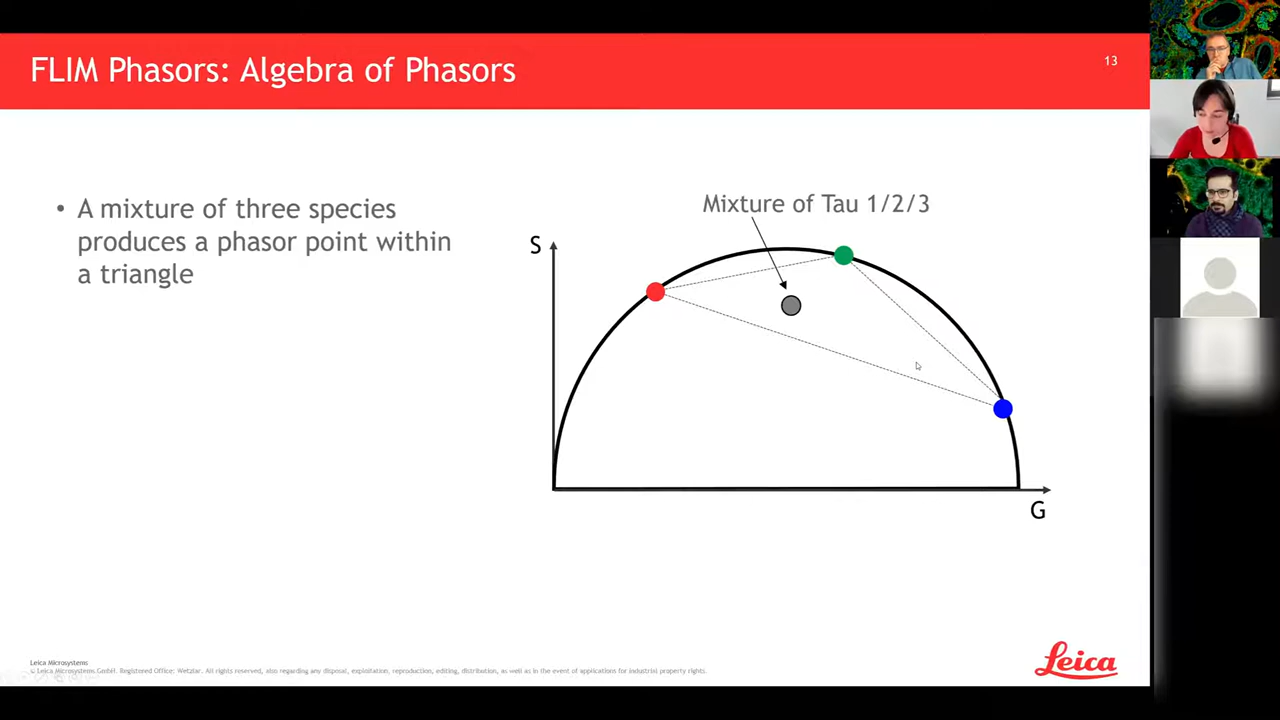 FLIM Phasors: Algebra of Phasors
13
• A mixture of three species
produces a phasor point within
a triangle
Mixture of Tau 1/2/3
S
G
Leica Microsystems
© Leica Microsystems GmbH. Registered Office: Wetzlar. All rights reserved, also regarding any disposal, exploitation, reproduction, editing, distribution, as well as in the event of applications for industrial property rights.
Leica